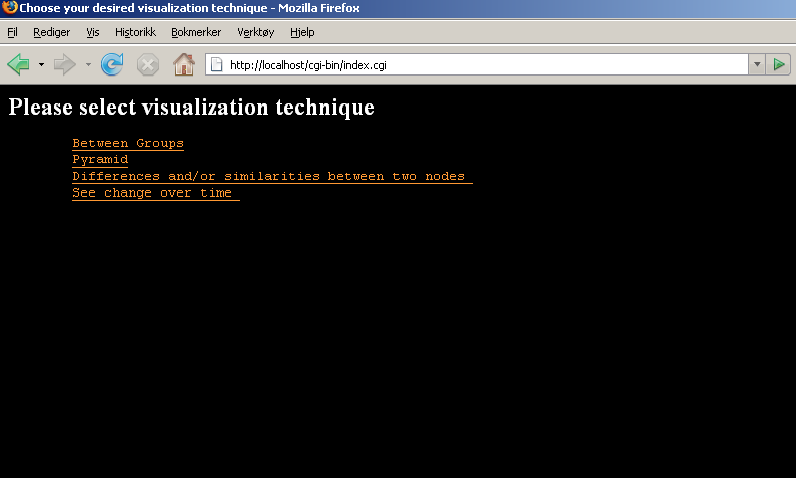 Choose your desired visualization technique - Mozilla Firefox
Fil Rediger Vis Historikk Bokmerker Verktøy Hjelp
http://localhost/cgi-bin/index.cgi
Please select visualization technique
Between Groups
Pyramid
Differences and/or similarities between two nodes
See change over time